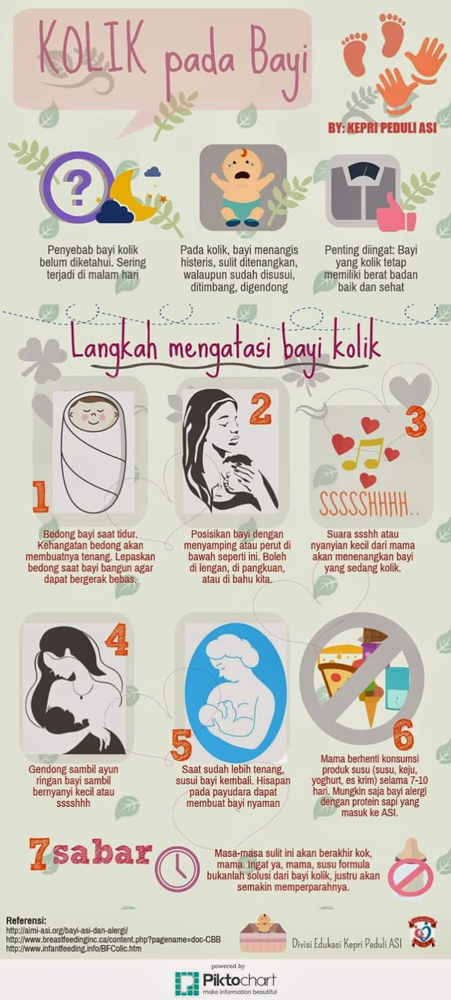 KOLIK pada Bayi
BY: KEPRI PEDULI ASI
?
Penyebab bayi kolik
belum diketahui. Sering
terjadi di malam hari
Pada kolik, bayi menangis
histeris, sulit ditenangkan,
walaupun sudah disusui,
ditimbang, digendong
Penting diingat: Bayi
yang kolik tetap
memiliki berat badan
baik dan sehat
Langkah mengatasi bayi kolik
1
Bedong bayi saat tidur.
Kehangatan bedong akan
membuatnya tenang. Lepaskan
bedong saat bayi bangun agar
dapat bergerak bebas.
2
Posisikan bayi dengan
menyamping atau perut di
bawah seperti ini. Boleh
di lengan, di pangkuan,
atau di bahu kita.
3
SSSSSHHHH..
Suara ssshh atau
nyanyian kecil dari mama
akan menenangkan bayi
yang sedang kolik.
4
Gendong sambil ayun
ringan bayi sambil
bernyanyi kecil atau
sssshhh
5
Saat sudah lebih tenang,
susui bayi kembali. Hisapan
pada payudara dapat
membuat bayi nyaman
6
Mama berhenti konsumsi
produk susu (susu, keju,
yoghurt, es krim) selama 7-10
hari. Mungkin saja bayi alergi
dengan protein sapi yang
masuk ke ASI.
7 sabar
Masa-masa sulit ini akan berakhir kok,
mama. Ingat ya, mama, susu formula
bukanlah solusi dari bayi kolik, justru akan
semakin memperparahnya.
Referensi:
http://aimi-asi.org/bayi-asi-dan-alergi/
http://www.breastfeedinginc.ca/content.php?pagename=doc-CBB
http://www.infantfeeding.info/BFColic.htm
Divisi Edukasi Kepri Peduli ASI
powered by
Piktochart
make information beautiful